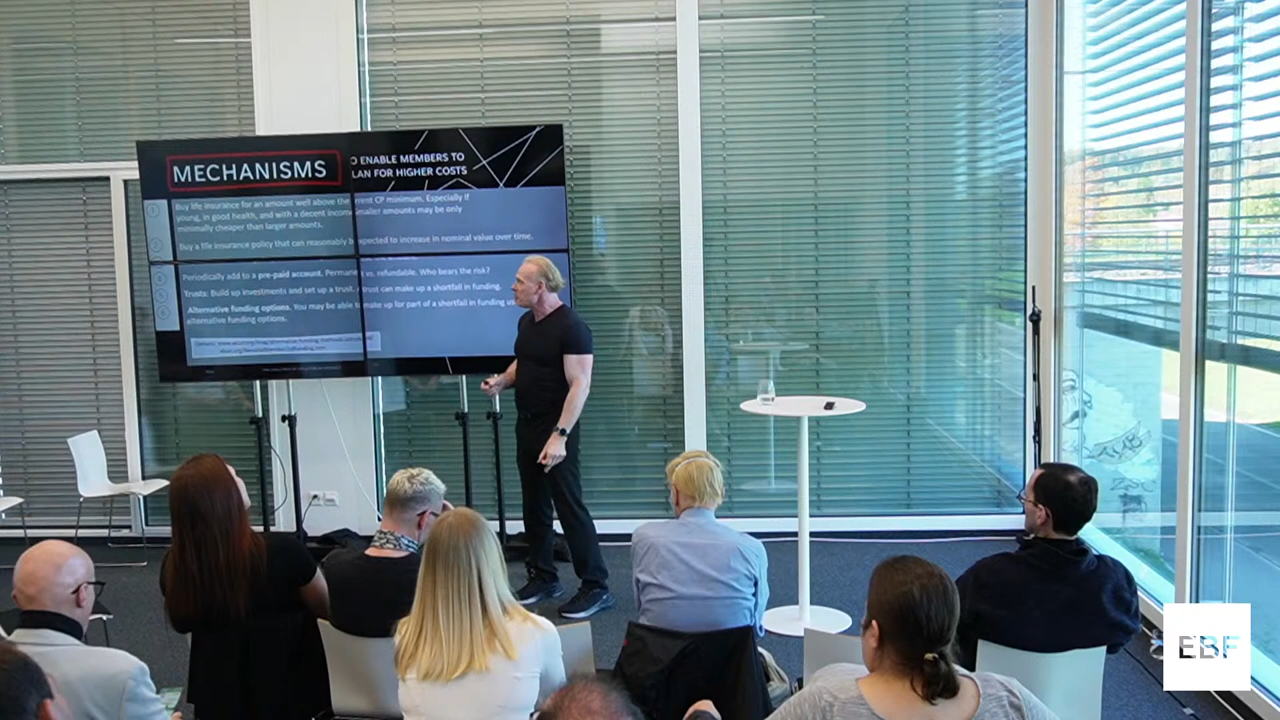 MECHANISMS
O ENABLE MEMBERS TO
LAN FOR HIGHER COSTS
1
Buy life insurance for an amount well above the rrent CP minimum. Especially if
young, in good health, and with a decent income maller amounts may be only
minimally cheaper than larger amounts.
2
Buy a life insurance policy that can reasonably b xpected to increase in nominal value over time.
Periodically add to a pre-paid account. Permanen vs. refundable. Who bears the risk?
Trusts: Build up investments and set up a trust. trust can make up a shortfall in funding.
Alternative funding options. You may be able make up for part of a shortfall in funding us
alternative funding options.
EBF